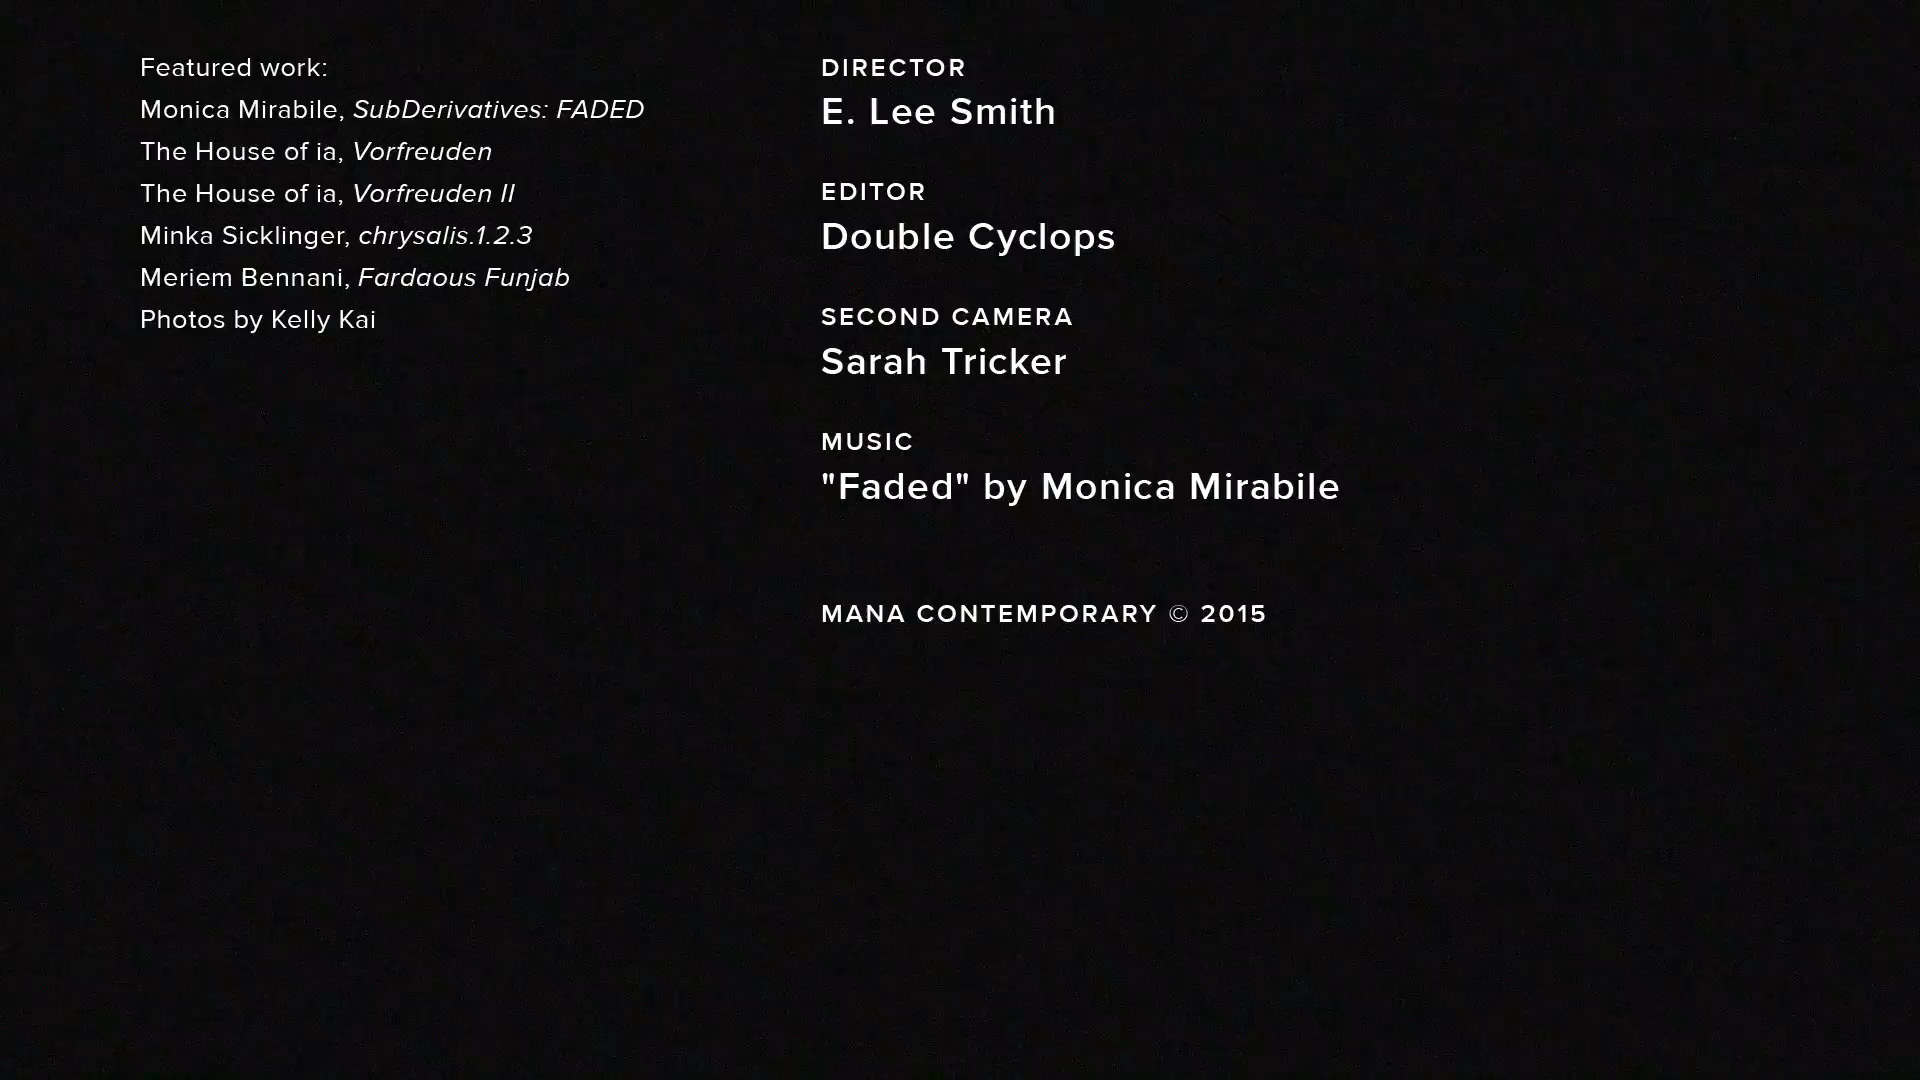 Featured work:
Monica Mirabile, SubDerivatives: FADED
The House of ia, Vorfreuden
The House of ia, Vorfreuden II
Minka Sicklinger, chrysalis.1.2.3
Meriem Bennani, Fardaous Funjab
Photos by Kelly Kai
DIRECTOR
E. Lee Smith
EDITOR
Double Cyclops
SECOND CAMERA
Sarah Tricker
MUSIC
"Faded" by Monica Mirabile
MANA CONTEMPORARY © 2015